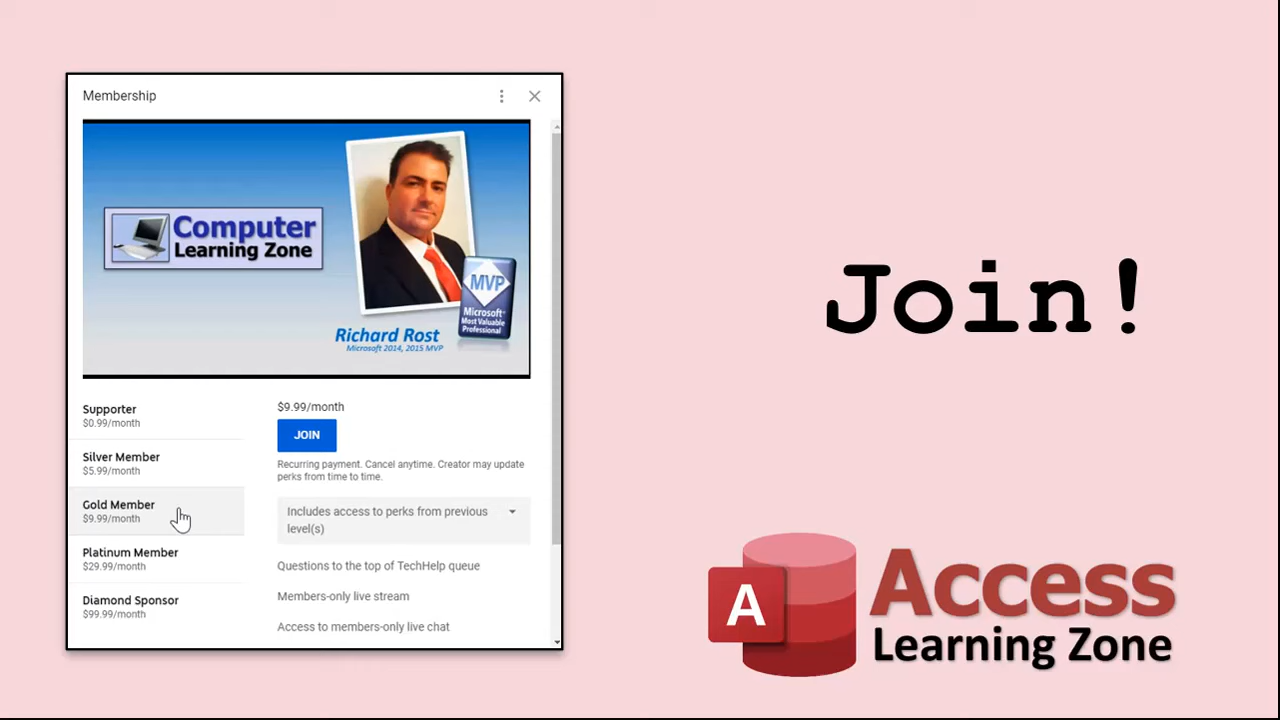 Membership
Computer
Learning Zone
MVP
Microsoft®
Most Valuable
Professional
Richard Rost
Microsoft 2014, 2015 MVP
Supporter
$0.99/month
Silver Member
$5.99/month
Gold Member
$9.99/month
Platinum Member
$29.99/month
Diamond Sponsor
$99.99/month
$9.99/month
JOIN
Recurring payment. Cancel anytime. Creator may update
perks from time to time.
Includes access to perks from previous
level(s)
Questions to the top of TechHelp queue
Members-only live stream
Access to members-only live chat
Join!
A
Access
Learning Zone